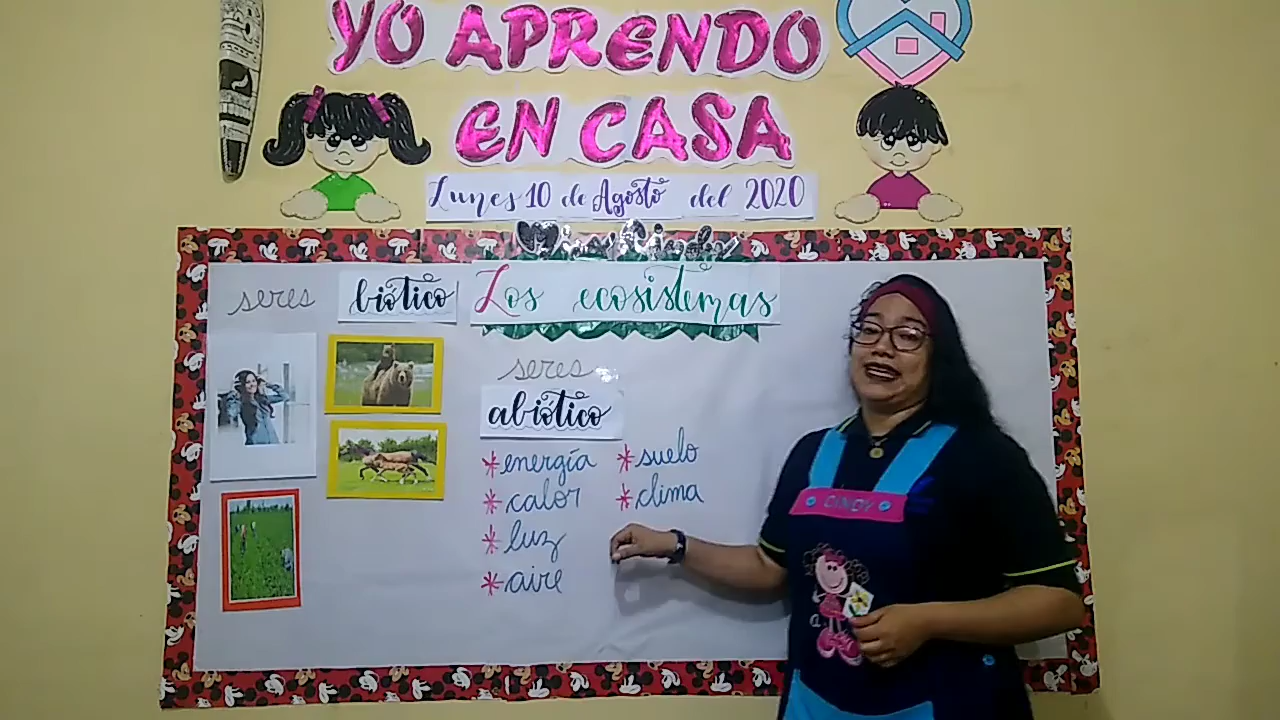 YO APRENDO
EN CASA
Lunes 10 de Agosto del 2020
seres biótico
Los ecosistemas
seres
abiótico
* energía
* calor
* luz
* aire
* suelo
* clima
CINDY